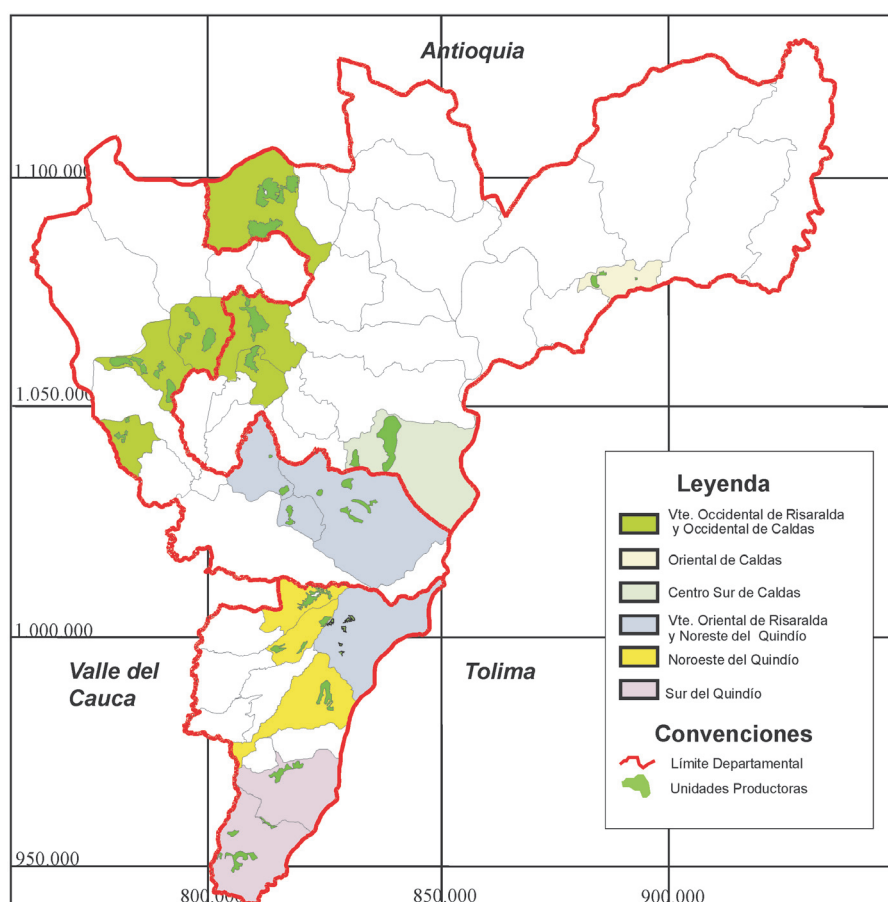 Antioquia
1.100.000
1.050.000
1.000.000
Valle del
Cauca
Tolima
950.000
800.000
850.000
900.000
Leyenda
Vte. Occidental de Risaralda
y Occidental de Caldas
Oriental de Caldas
Centro Sur de Caldas
Vte. Oriental de Risaralda
y Noreste del Quindío
Noroeste del Quindío
Sur del Quindío
Convenciones
Límite Departamental
Unidades Productoras